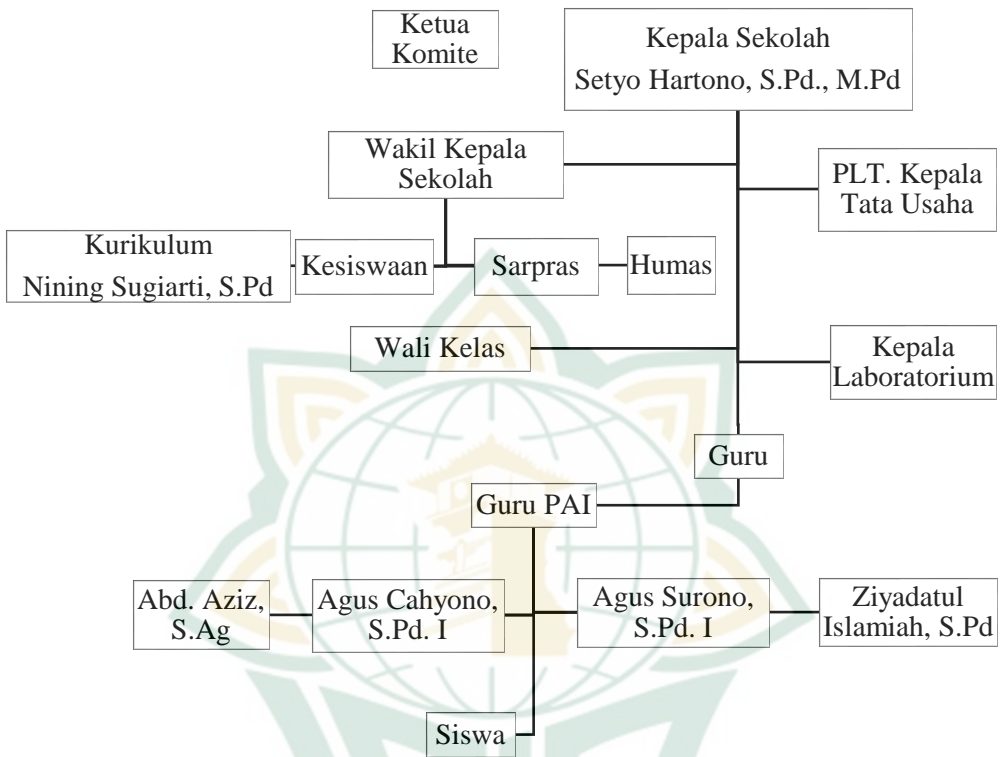 Ketua
Komite
Kepala Sekolah
Setyo Hartono, S.Pd., M.Pd
Wakil Kepala
Sekolah
PLT. Kepala
Tata Usaha
Kurikulum
Nining Sugiarti, S.Pd
Kesiswaan
Sarpras
Humas
Wali Kelas
Kepala
Laboratorium
Guru
Guru PAI
Abd. Aziz,
S.Ag
Agus Cahyono,
S.Pd. I
Agus Surono,
S.Pd. I
Ziyadatul
Islamiah, S.Pd
Siswa